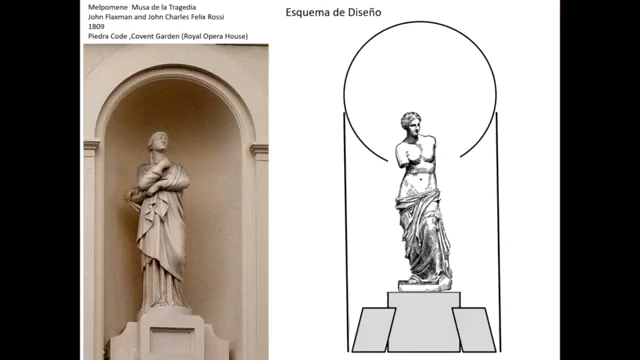 Melpomene Musa de la Tragedia
John Flaxman and John Charles Felix Rossi
1809
Piedra Code ,Covent Garden (Royal Opera House)
Esquema de Diseño